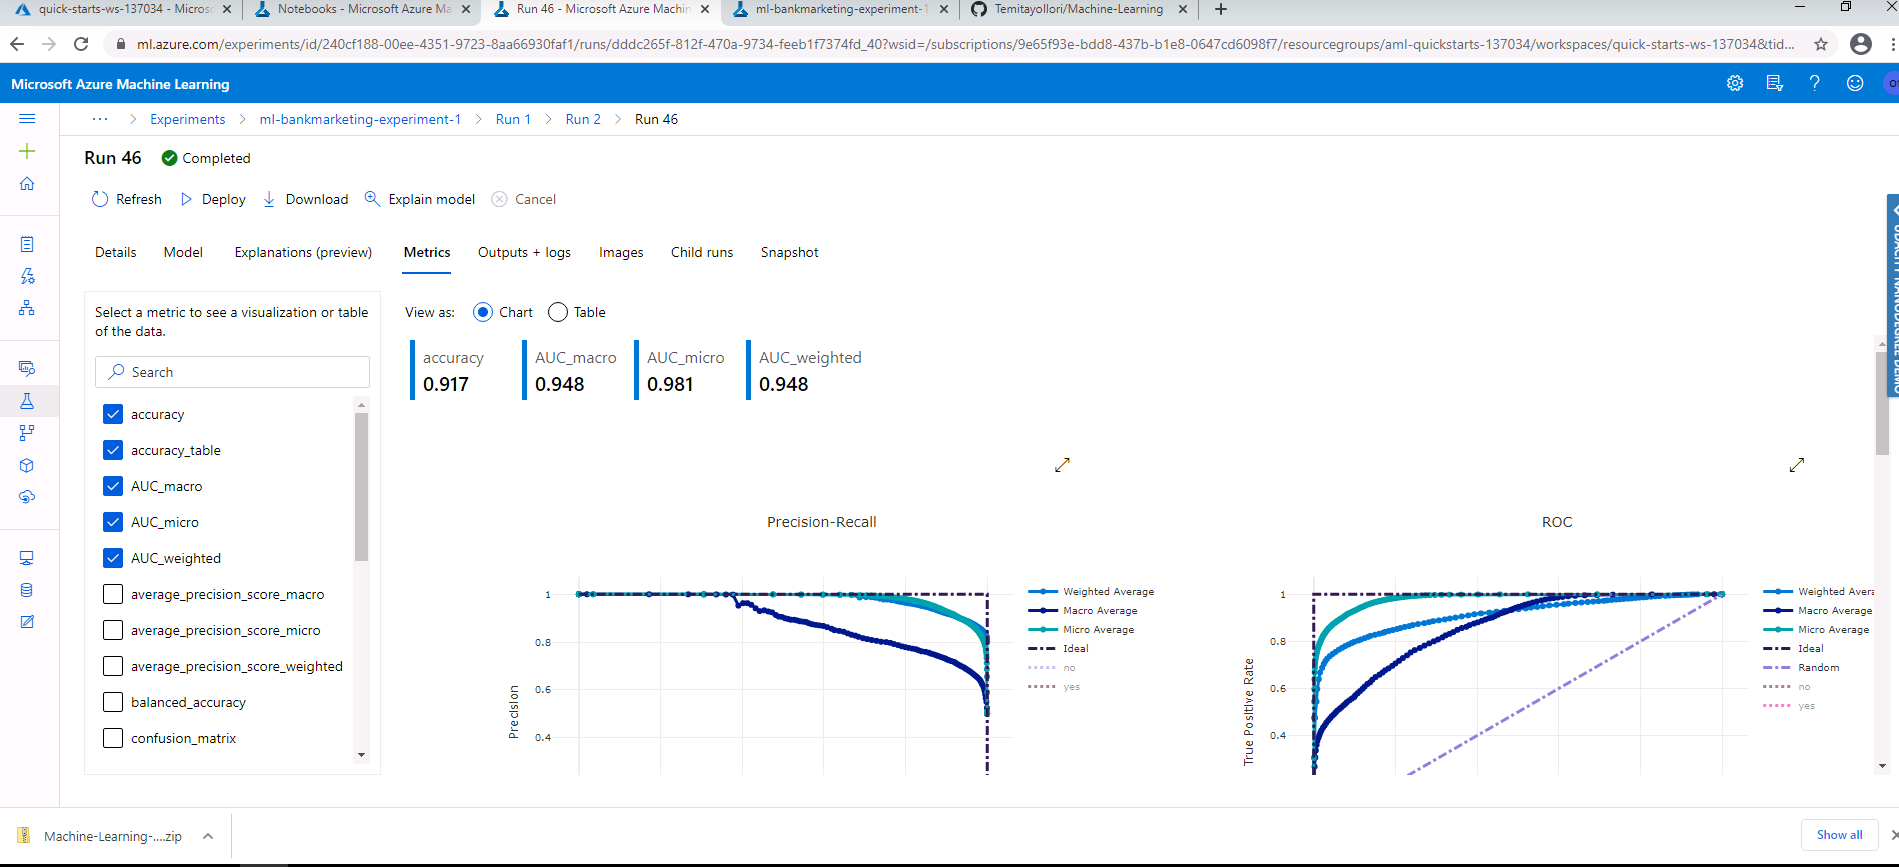 quick-starts-ws-137034 - Microsc
Notebooks - Microsoft Azure Ma
Run 46 - Microsoft Azure Machin
ml-bankmarketing-experiment-1
Temitayollori/Machine-Learning
ml.azure.com/experiments/id/240cf188-00ee-4351-9723-8aa66930faf1/runs/dddc265f-812f-470a-9734-feeb1f7374fd_40?wsid=/subscriptions/9e65f93e-bdd8-437b-b1e8-0647cd6098f7/resourcegroups/aml-quickstarts-137034/workspaces/quick-starts-ws-137034&tid...
Microsoft Azure Machine Learning
··· > Experiments > ml-bankmarketing-experiment-1 > Run 1 > Run 2 > Run 46
Run 46 Completed
Refresh Deploy Download Explain model Cancel
Details Model Explanations (preview) Metrics Outputs + logs Images Child runs Snapshot
Select a metric to see a visualization or table
of the data.
Search
accuracy
accuracy_table
AUC_macro
AUC_micro
AUC_weighted
average_precision_score_macro
average_precision_score_micro
average_precision_score_weighted
balanced_accuracy
confusion_matrix
View as: Chart Table
accuracy
0.917
AUC_macro
0.948
AUC_micro
0.981
AUC_weighted
0.948
Precision-Recall
Precision
1
0.8
0.6
0.4
Weighted Average
Macro Average
Micro Average
Ideal
no
yes
ROC
True Positive Rate
1
0.8
0.6
0.4
Weighted Avera
Macro Average
Micro Average
Ideal
Random
no
yes
UDACITY NANODEGREE DEMO
Machine-Learning-....zip
Show all